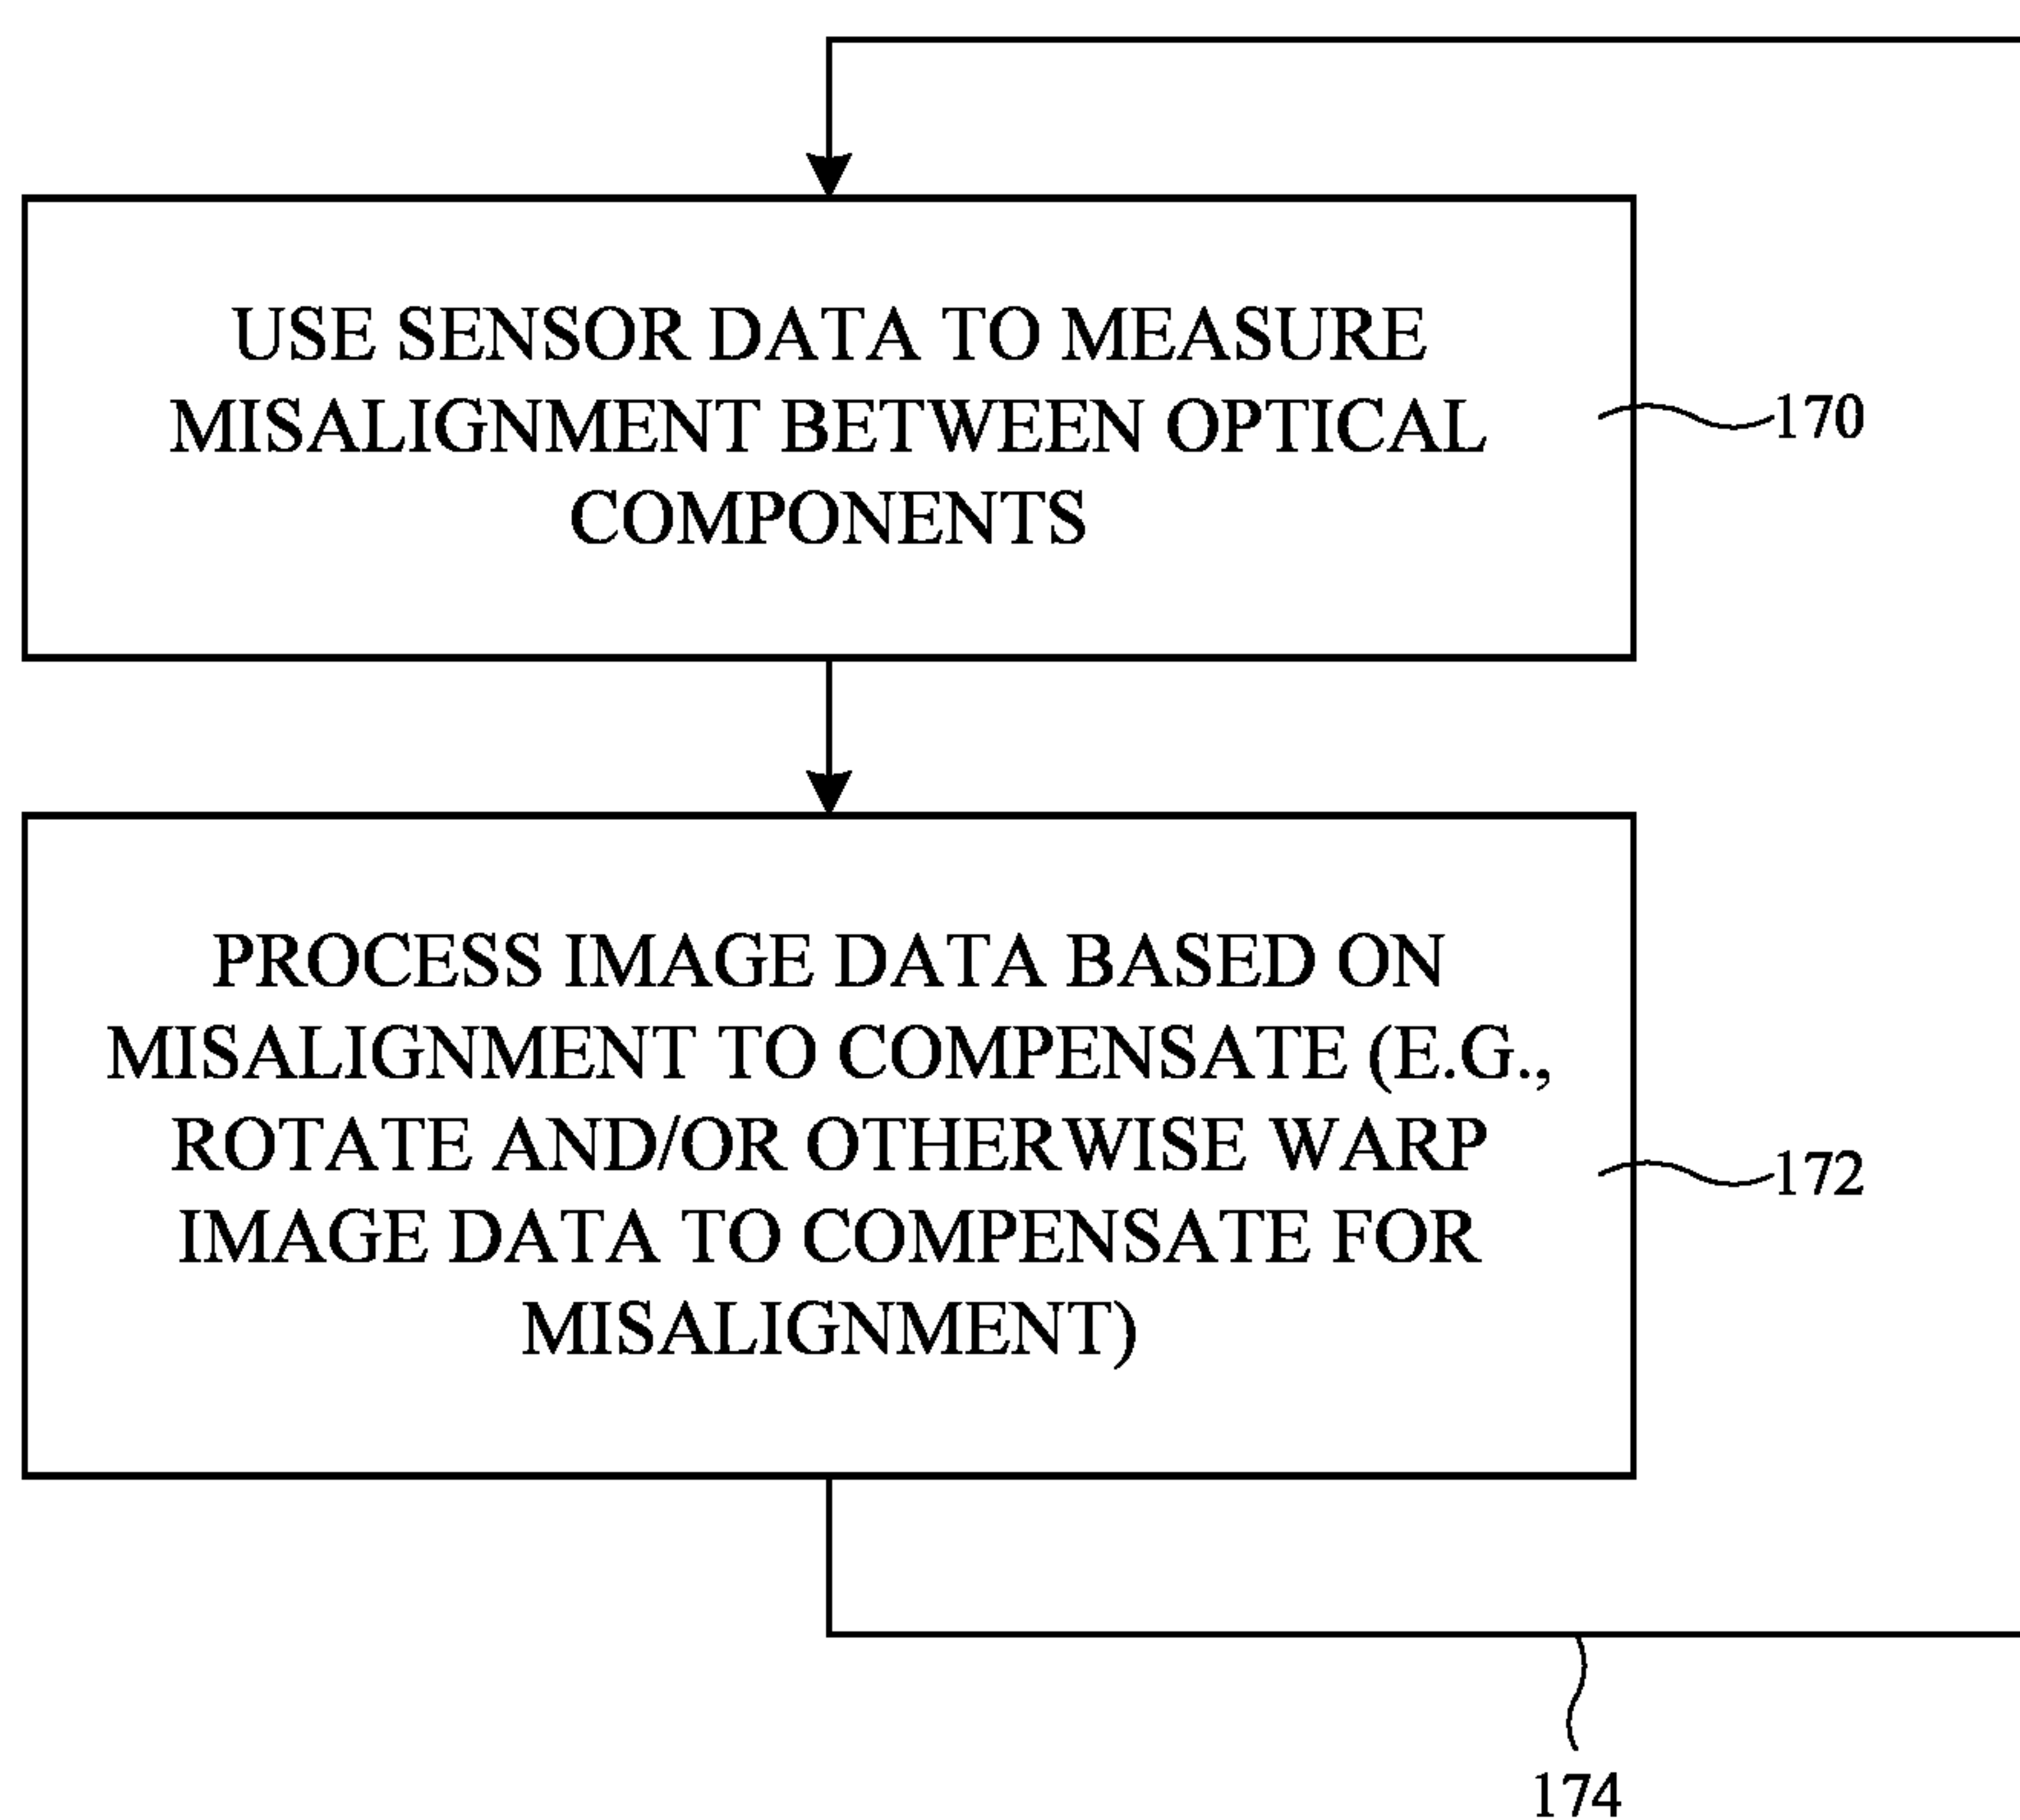 USE SENSOR DATA TO MEASURE
MISALIGNMENT BETWEEN OPTICAL
COMPONENTS
170
PROCESS IMAGE DATA BASED ON
MISALIGNMENT TO COMPENSATE (E.G.,
ROTATE AND/OR OTHERWISE WARP
IMAGE DATA TO COMPENSATE FOR
MISALIGNMENT)
172
174